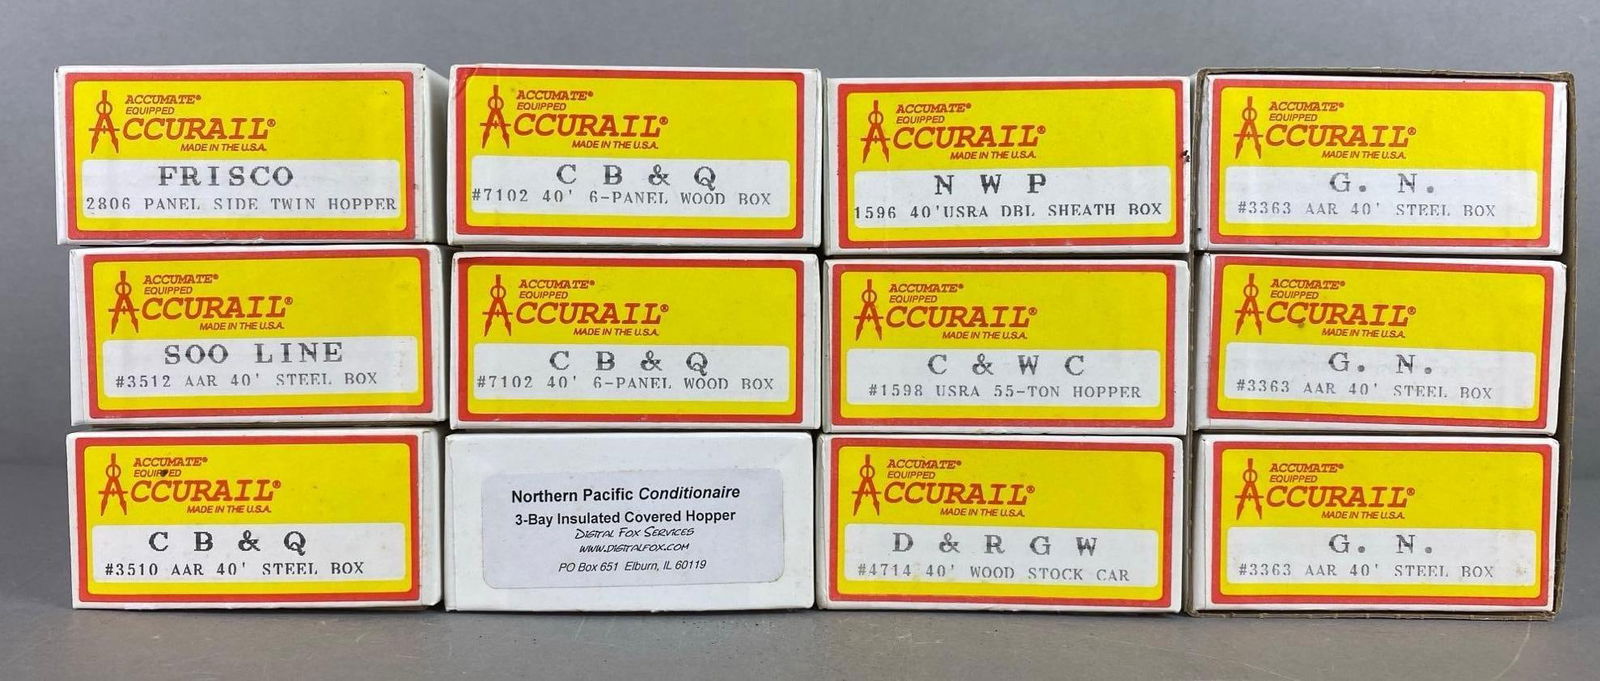 ACCUMATE®
EQUIPPED
ACCURAIL®
MADE IN THE U.S.A.
FRISCO
2806 PANEL SIDE TWIN HOPPER
ACCUMATE®
EQUIPPED
ACCURAIL®
MADE IN THE U.S.A.
C B & Q
#7102 40' 6-PANEL WOOD BOX
ACCUMATE®
EQUIPPED
ACCURAIL®
MADE IN THE U.S.A.
N W P
1596 40'USRA DBL SHEATH BOX
ACCUMATE®
EQUIPPED
ACCURAIL®
MADE IN THE U.S.A.
G. N.
#3363 AAR 40' STEEL BOX
ACCUMATE®
EQUIPPED
ACCURAIL®
MADE IN THE U.S.A.
SOO LINE
#3512 AAR 40' STEEL BOX
ACCUMATE®
EQUIPPED
ACCURAIL®
MADE IN THE U.S.A.
C B & Q
#7102 40' 6-PANEL WOOD BOX
ACCUMATE®
EQUIPPED
ACCURAIL®
MADE IN THE U.S.A.
C & W C
#1598 USRA 55-TON HOPPER
ACCUMATE®
EQUIPPED
ACCURAIL®
MADE IN THE U.S.A.
G. N.
#3363 AAR 40' STEEL BOX
ACCUMATE®
EQUIPPED
ACCURAIL®
MADE IN THE U.S.A.
C B & Q
#3510 AAR 40' STEEL BOX
Northern Pacific Conditionaire
3-Bay Insulated Covered Hopper
DIGITAL FOX SERVICES
WWW.DIGITALFOX.COM
PO Box 651 Elburn, IL 60119
ACCUMATE®
EQUIPPED
ACCURAIL®
MADE IN THE U.S.A.
D & R G W
#4714 40' WOOD STOCK CAR
ACCUMATE®
EQUIPPED
ACCURAIL®
MADE IN THE U.S.A.
G. N.
#3363 AAR 40' STEEL BOX